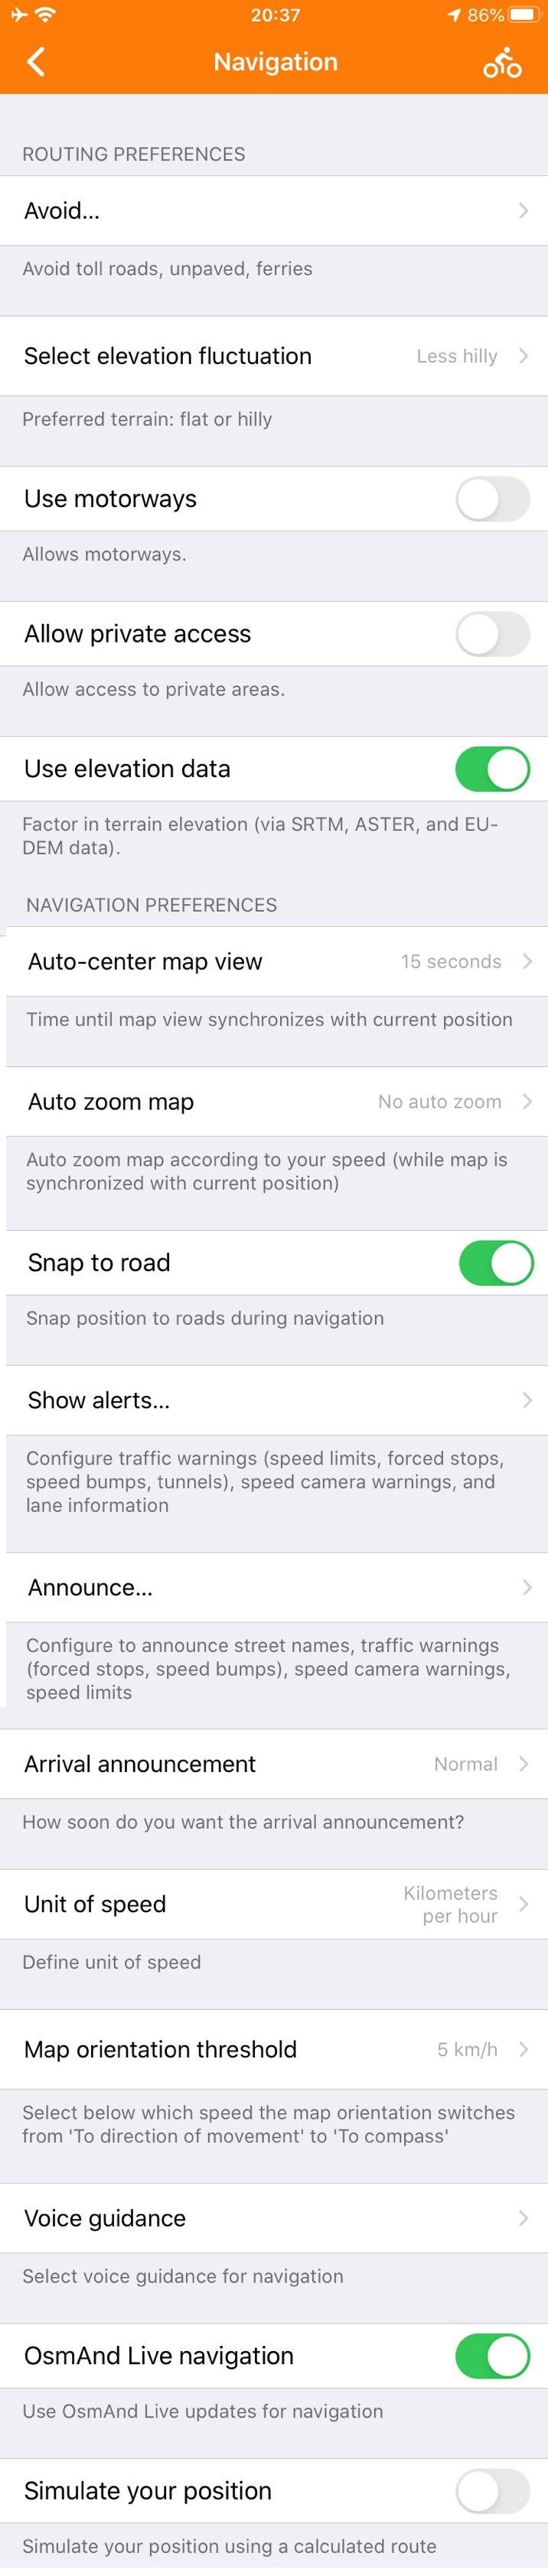 20:37
86%
Navigation
ROUTING PREFERENCES
Avoid...
Avoid toll roads, unpaved, ferries
Select elevation fluctuation
Less hilly
Preferred terrain: flat or hilly
Use motorways
Allows motorways.
Allow private access
Allow access to private areas.
Use elevation data
Factor in terrain elevation (via SRTM, ASTER, and EU-
DEM data).
NAVIGATION PREFERENCES
Auto-center map view
15 seconds
Time until map view synchronizes with current position
Auto zoom map
No auto zoom
Auto zoom map according to your speed (while map is
synchronized with current position)
Snap to road
Snap position to roads during navigation
Show alerts...
Configure traffic warnings (speed limits, forced stops,
speed bumps, tunnels), speed camera warnings, and
lane information
Announce...
Configure to announce street names, traffic warnings
(forced stops, speed bumps), speed camera warnings,
speed limits
Arrival announcement
Normal
How soon do you want the arrival announcement?
Unit of speed
Kilometers
per hour
Define unit of speed
Map orientation threshold
5 km/h
Select below which speed the map orientation switches
from 'To direction of movement' to 'To compass'
Voice guidance
Select voice guidance for navigation
OsmAnd Live navigation
Use OsmAnd Live updates for navigation
Simulate your position
Simulate your position using a calculated route